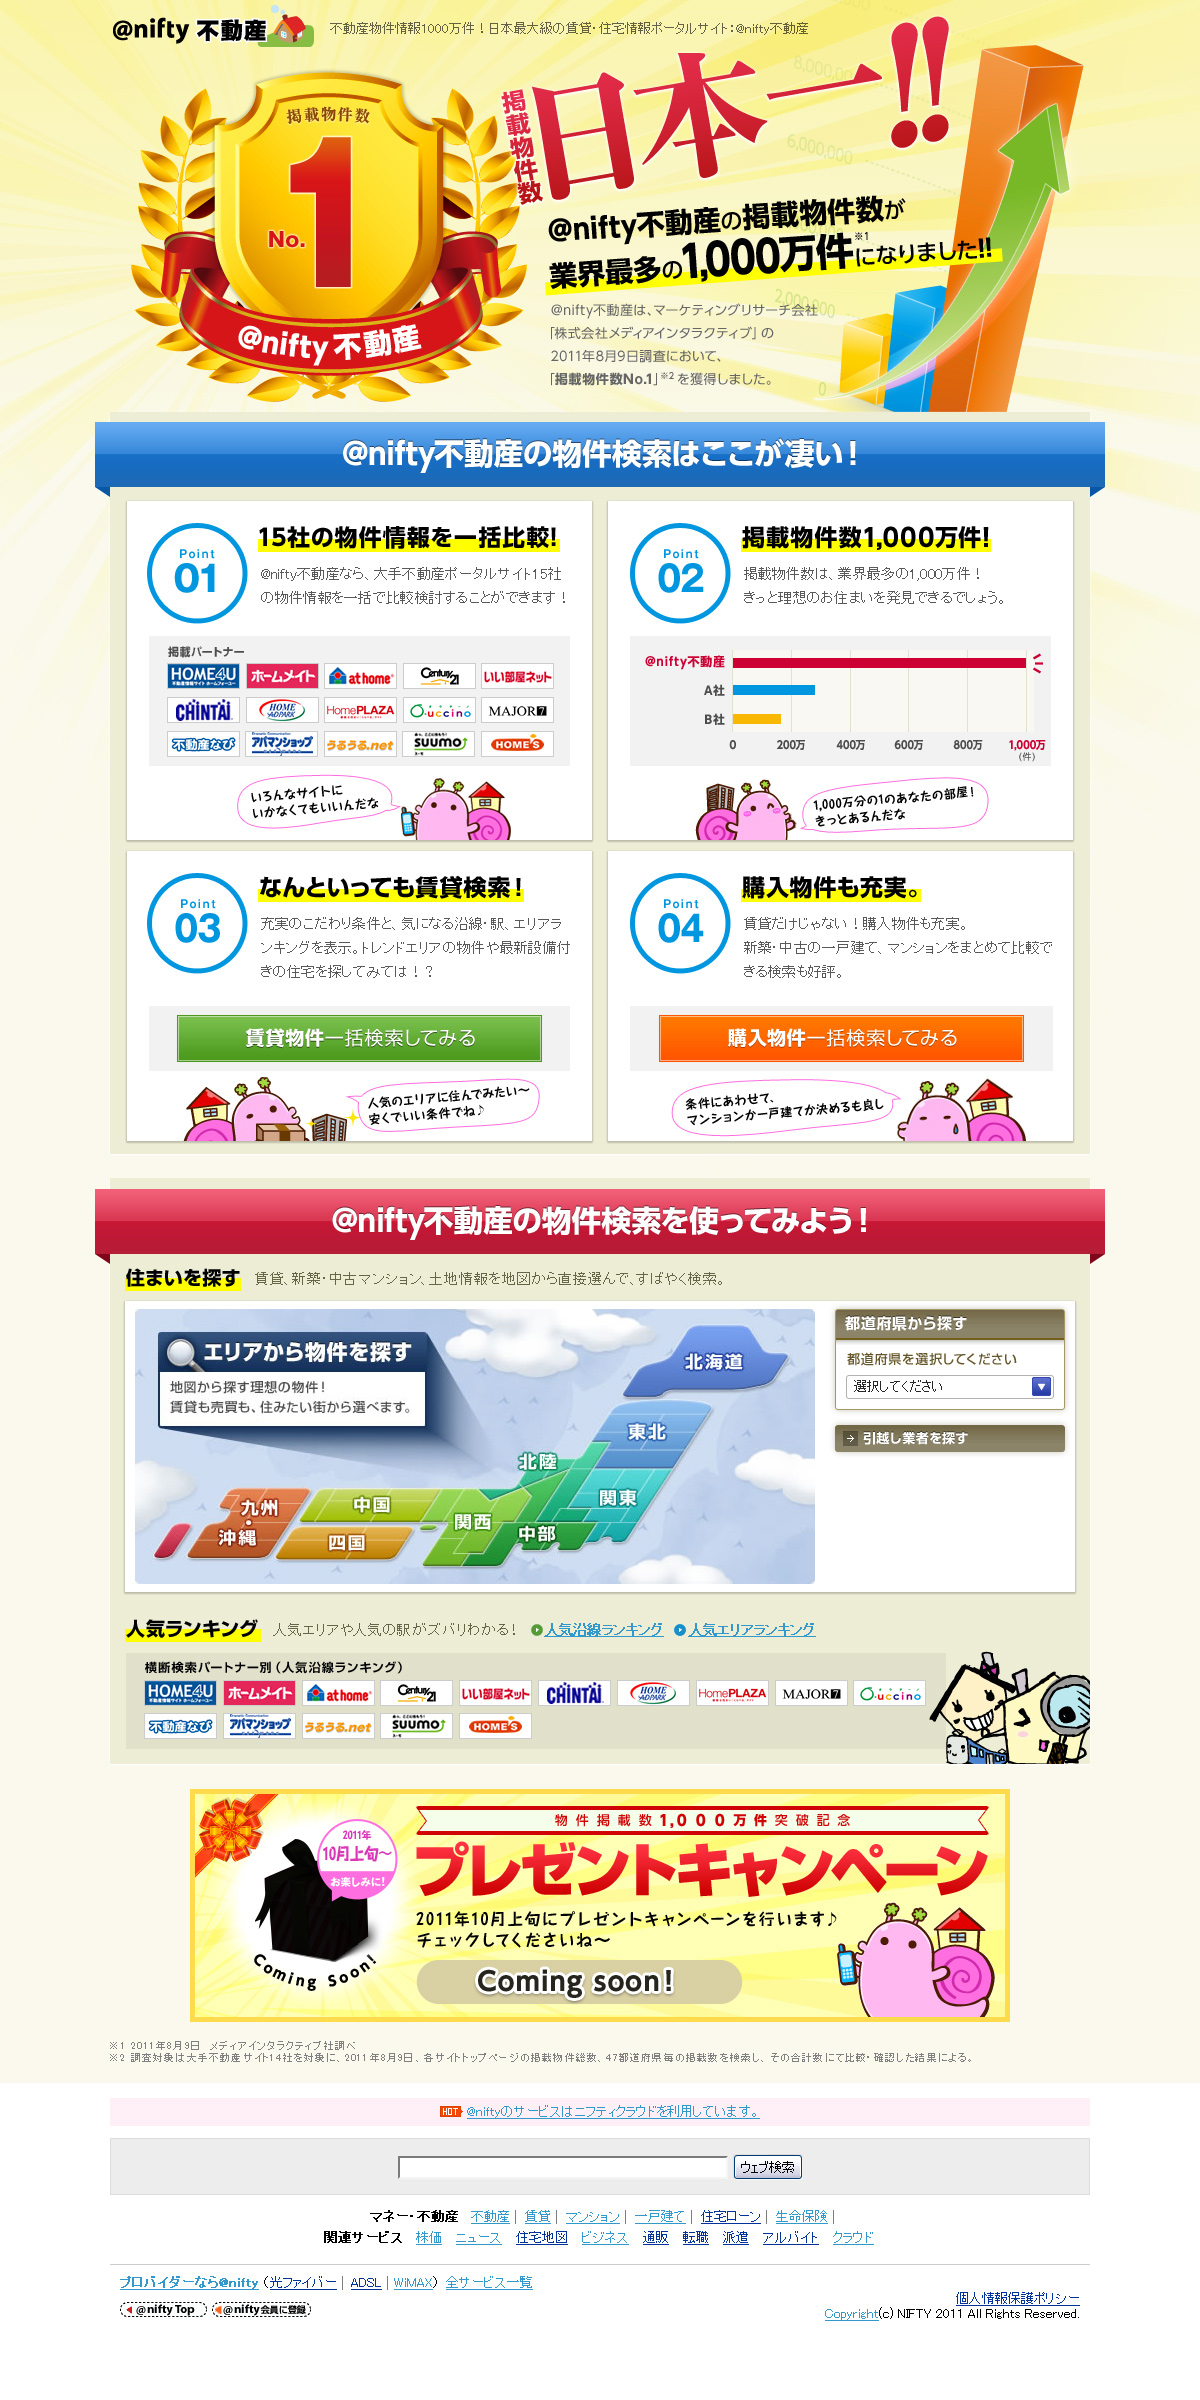 @nifty 不動産
不動産物件情報1000万件！日本最大級の賃貸・住宅情報ポータルサイト：@nifty不動産
掲載物件数
No.1
@nifty 不動産
掲載物件数
日本一!!
8,000,000
6,000,000
2,000,000
0
@nifty不動産の掲載物件数が
業界最多の1,000万件※1になりました!!
@nifty不動産は、マーケティングリサーチ会社
「株式会社メディアインタラクティブ」の
2011年8月9日調査において、
「掲載物件数No.1」※2を獲得しました。
@nifty不動産の物件検索はここが凄い！
Point
01
15社の物件情報を一括比較!
@nifty不動産なら、大手不動産ポータルサイト15社
の物件情報を一括で比較検討することができます！
掲載パートナー
HOME4U
不動産情報サイト ホームフォーユー
ホームメイト
at home
Century 21
いい部屋ネット
CHINTAI
HOME ADPARK
HomePLAZA
O-uccino
MAJOR7
不動産なび
アパマンショップ
うるうる.net
SUUMO
HOME'S
いろんなサイトに
いかなくてもいいんだな
Point
02
掲載物件数1,000万件!
掲載物件数は、業界最多の1,000万件！
きっと理想のお住まいを発見できるでしょう。
@nifty不動産
A社
B社
0 200万 400万 600万 800万 1,000万
(件)
1,000万分の1のあなたの部屋！
きっとあるんだな
Point
03
なんといっても賃貸検索！
充実のこだわり条件と、気になる沿線・駅、エリアラ
ンキングを表示。トレンドエリアの物件や最新設備付
きの住宅を探してみては！？
賃貸物件一括検索してみる
人気のエリアに住んでみたい～
安くでいい条件でね♪
Point
04
購入物件も充実。
賃貸だけじゃない！購入物件も充実。
新築・中古の一戸建て、マンションをまとめて比較で
きる検索も好評。
購入物件一括検索してみる
条件にあわせて、
マンションか一戸建てか決めるも良し
@nifty不動産の物件検索を使ってみよう！
住まいを探す 賃貸、新築・中古マンション、土地情報を地図から直接選んで、すばやく検索。
エリアから物件を探す
地図から探す理想の物件！
賃貸も売買も、住みたい街から選べます。
北海道
東北
北陸
関東
中部
関西
中国
四国
九州・沖縄
都道府県から探す
都道府県を選択してください
選択してください
引越し業者を探す
人気ランキング 人気エリアや人気の駅がズバリわかる！ 人気沿線ランキング 人気エリアランキング
横断検索パートナー別（人気沿線ランキング）
HOME4U
不動産情報サイト ホームフォーユー
ホームメイト
at home
Century 21
いい部屋ネット
CHINTAI
HOME ADPARK
HomePLAZA
MAJOR7
O-uccino
不動産なび
アパマンショップ
うるうる.net
SUUMO
HOME'S
2011年
10月上旬～
お楽しみに!
Coming Soon!
物件掲載数1,000万件突破記念
プレゼントキャンペーン
2011年10月上旬にプレゼントキャンペーンを行います♪
チェックしてくださいね～
Coming soon!
※1 2011年8月9日 メディアインタラクティブ社調べ
※2 調査対象は大手不動産サイト14社を対象に、2011年8月9日、各サイトトップページの掲載物件総数、47都道府県毎の掲載数を検索し、その合計数にて比較・確認した結果による。
HOT @niftyのサービスはニフティクラウドを利用しています。
ウェブ検索
マネー・不動産 不動産｜賃貸｜マンション｜一戸建て｜住宅ローン｜生命保険｜
関連サービス 株価 ニュース 住宅地図 ビジネス 通販 転職 派遣 アルバイト クラウド
プロバイダーなら@nifty（光ファイバー｜ADSL｜WiMAX）全サービス一覧
@nifty Top @nifty会員に登録
個人情報保護ポリシー
Copyright(c) NIFTY 2011 All Rights Reserved.